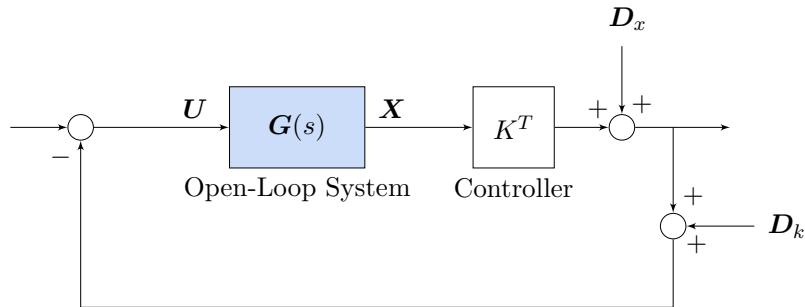 D_x
U
G(s)
X
K^T
+ +
−
Open-Loop System
Controller
+
D_k
+